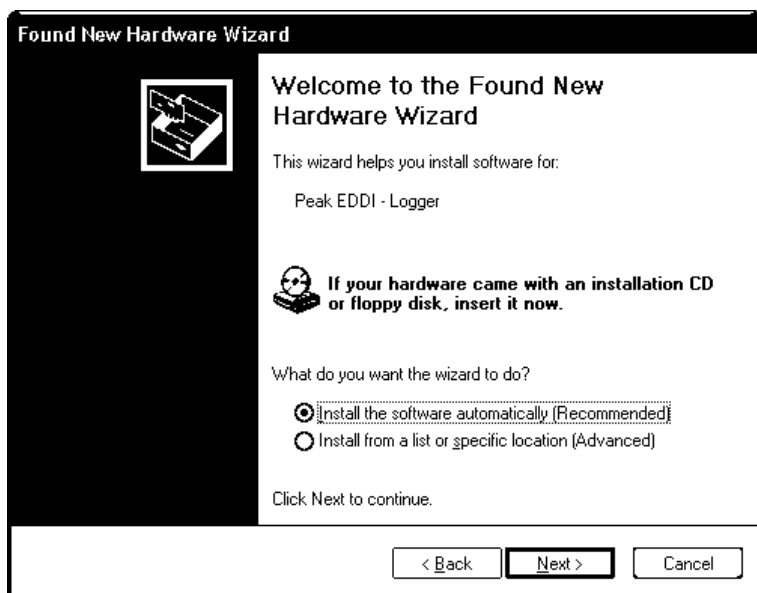 Found New Hardware Wizard
Welcome to the Found New
Hardware Wizard
This wizard helps you install software for:
Peak EDDI - Logger
If your hardware came with an installation CD
or floppy disk, insert it now.
What do you want the wizard to do?
Install the software automatically (Recommended)
Install from a list or specific location (Advanced)
Click Next to continue.
< Back
Next >
Cancel